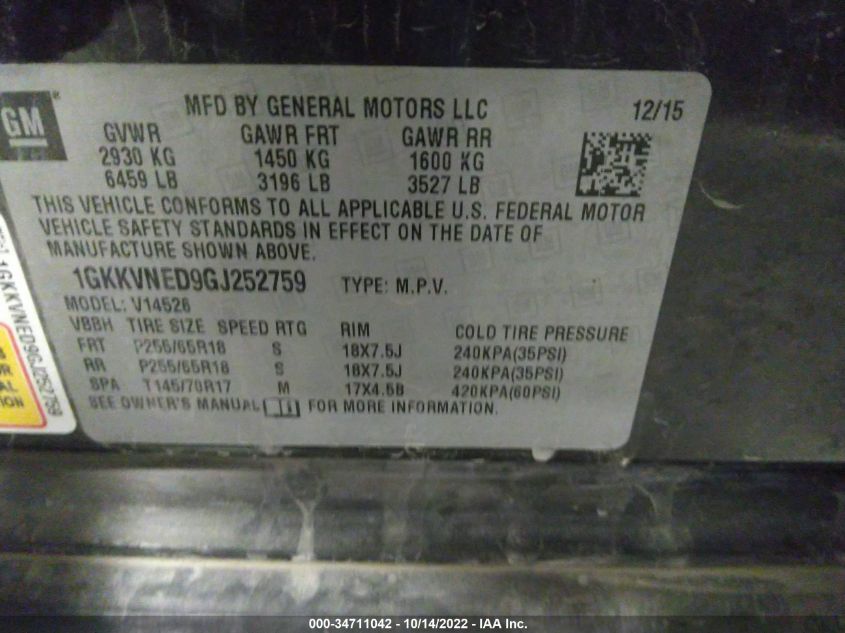 GM ®
MFD BY GENERAL MOTORS LLC 12/15
GVWR GAWR FRT GAWR RR
2930 KG 1450 KG 1600 KG
6459 LB 3196 LB 3527 LB
THIS VEHICLE CONFORMS TO ALL APPLICABLE U.S. FEDERAL MOTOR
VEHICLE SAFETY STANDARDS IN EFFECT ON THE DATE OF
MANUFACTURE SHOWN ABOVE.
1GKKVNED9GJ252759 TYPE: M.P.V.
MODEL: V14526
VBBH TIRE SIZE SPEED RTG RIM COLD TIRE PRESSURE
FRT P255/65R18 S 18X7.5J 240KPA(35PSI)
RR P255/65R18 S 18X7.5J 240KPA(35PSI)
SPA T145/70R17 M 17X4.5B 420KPA(60PSI)
SEE OWNER'S MANUAL FOR MORE INFORMATION.
1GKKVNED9GJ252759
000-34711042 - 10/14/2022 - IAA Inc.